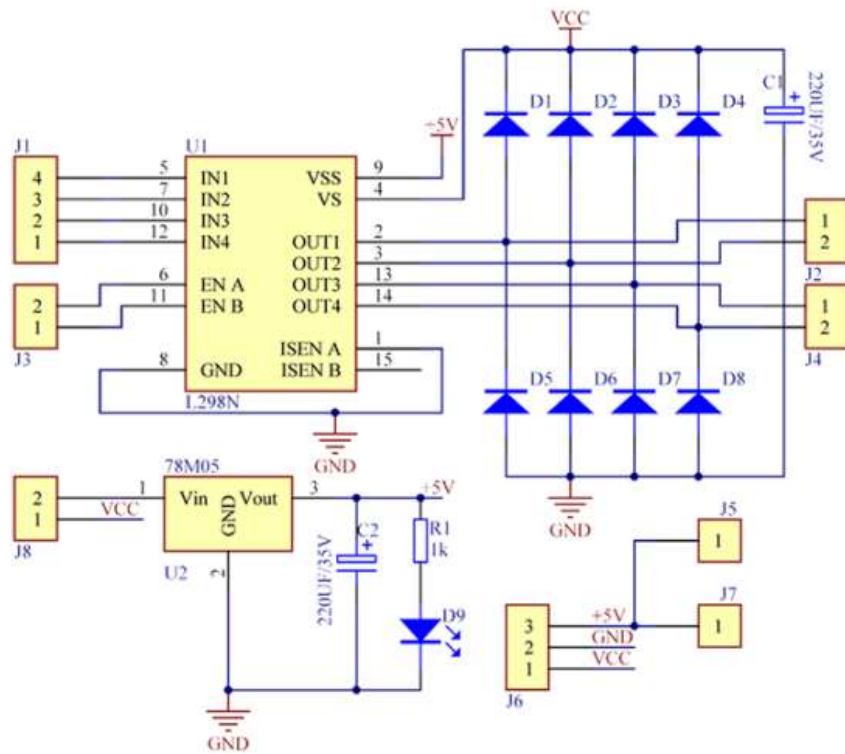 VCC
C1
220UF/35V
D1
D2
D3
D4
+5V
J1
U1
4
5
IN1
VSS
9
3
7
IN2
VS
4
2
10
IN3
1
12
IN4
OUT1
2
1
OUT2
3
2
6
EN A
OUT3
13
J2
2
11
EN B
OUT4
14
1
1
2
J3
ISEN A
1
J4
8
GND
ISEN B
15
L298N
D5
D6
D7
D8
GND
GND
78M05
2
1
Vin
Vout
3
+5V
1
VCC
GND
J8
U2
2
220UF/35V
C2
R1
1k
D9
GND
J5
1
J7
3
+5V
1
2
GND
1
VCC
J6